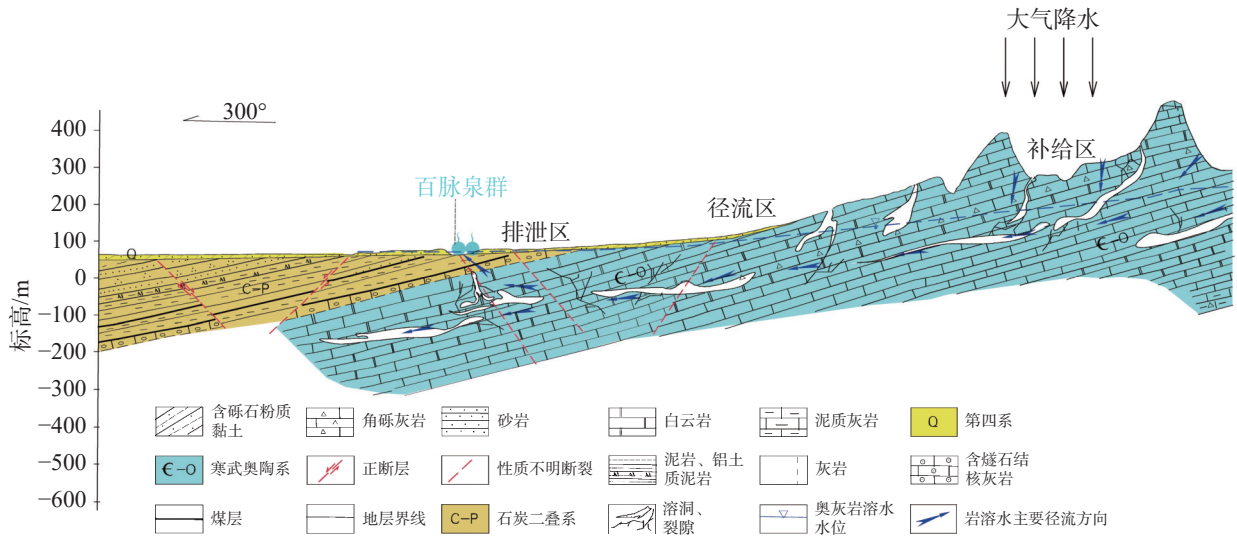 大气降水
300°
400
300
200
100
0
−100
−200
−300
−400
−500
−600
标高/m
补给区
百脉泉群
径流区
排泄区
Q
C-P
Є-O
Є-O
含砾石粉质
黏土
角砾灰岩
砂岩
白云岩
泥质灰岩
Q
第四系
Є-O
寒武奥陶系
正断层
性质不明断裂
泥岩、铝土
质泥岩
灰岩
含燧石结
核灰岩
煤层
地层界线
C-P
石炭二叠系
溶洞、
裂隙
奥灰岩溶水
水位
岩溶水主要径流方向